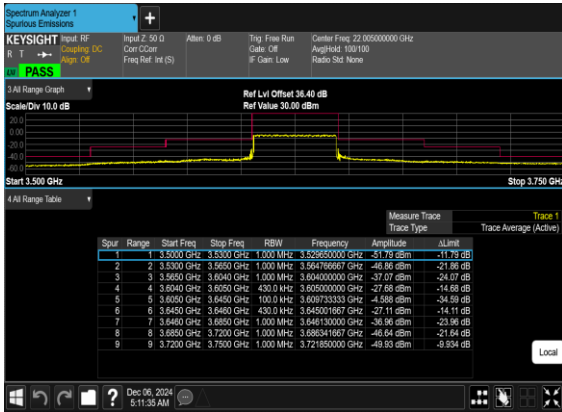 Spectrum Analyzer 1
Spurious Emissions
KEYSIGHT Input: RF Input Z: 50 Ω Atten: 0 dB Trig: Free Run Center Freq: 22.005000000 GHz
R T Coupling: DC Corr CCorr Gate: Off Avg|Hold: 100/100
Align: Off Freq Ref: Int (S) IF Gain: Low Radio Std: None
PASS
3 All Range Graph
Ref Lvl Offset 36.40 dB
Scale/Div 10.0 dB Ref Value 30.00 dBm
20.0
0.00
-20.0
-40.0
-60.0
Start 3.500 GHz Stop 3.750 GHz
4 All Range Table
Measure Trace Trace 1
Trace Type Trace Average (Active)
Spur Range Start Freq Stop Freq RBW Frequency Amplitude ΔLimit
1 1 3.5000 GHz 3.5300 GHz 1.000 MHz 3.529650000 GHz -51.79 dBm -11.79 dB
2 2 3.5300 GHz 3.5650 GHz 1.000 MHz 3.564766667 GHz -46.86 dBm -21.86 dB
3 3 3.5650 GHz 3.6040 GHz 1.000 MHz 3.604000000 GHz -37.07 dBm -24.07 dB
4 4 3.6040 GHz 3.6050 GHz 430.0 kHz 3.605000000 GHz -27.68 dBm -14.68 dB
5 5 3.6050 GHz 3.6450 GHz 100.0 kHz 3.609733333 GHz -4.588 dBm -34.59 dB
6 6 3.6450 GHz 3.6460 GHz 430.0 kHz 3.645001667 GHz -27.11 dBm -14.11 dB
7 7 3.6460 GHz 3.6850 GHz 1.000 MHz 3.646130000 GHz -36.96 dBm -23.96 dB
8 8 3.6850 GHz 3.7200 GHz 1.000 MHz 3.686341667 GHz -46.64 dBm -21.64 dB
9 9 3.7200 GHz 3.7500 GHz 1.000 MHz 3.721850000 GHz -49.93 dBm -9.934 dB
Local
Dec 06, 2024
5:11:35 AM